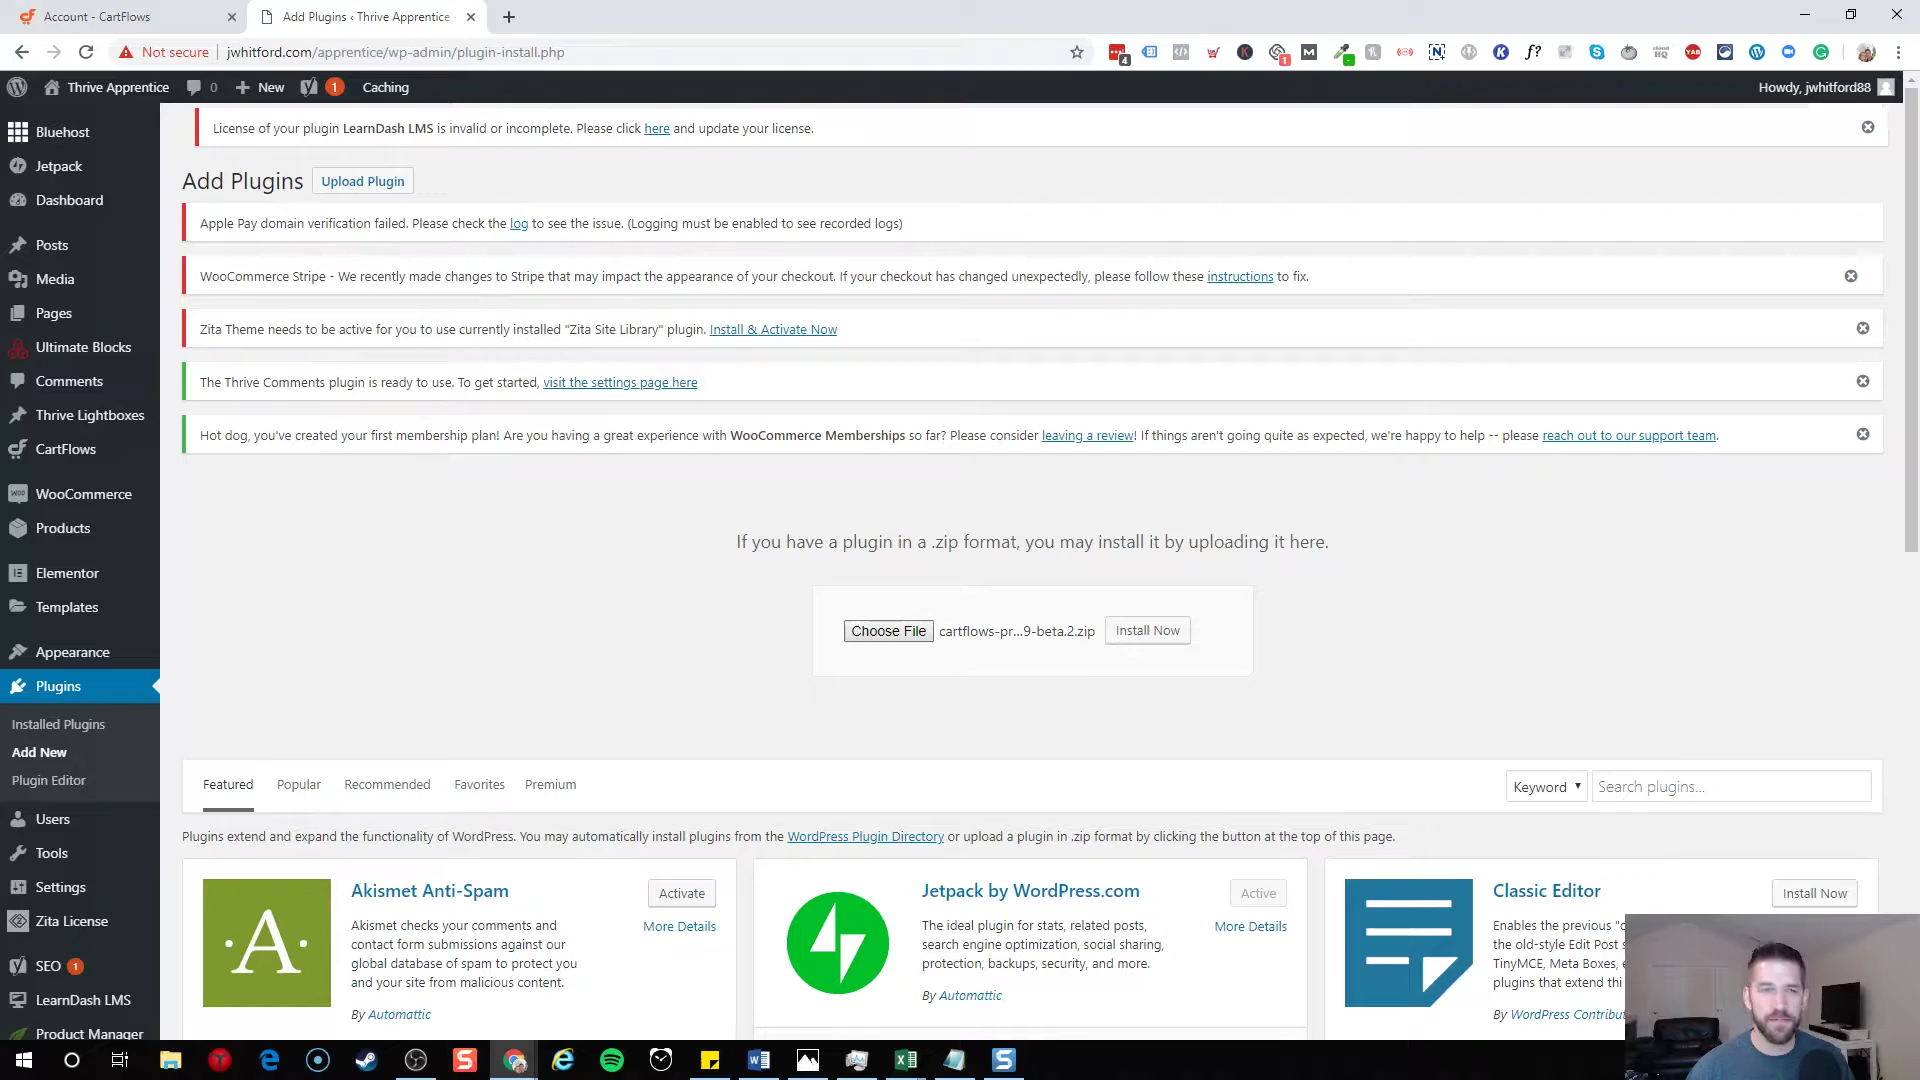 Account - CartFlows
Add Plugins ‹ Thrive Apprentice
Not secure
jwhitford.com/apprentice/wp-admin/plugin-install.php
Thrive Apprentice
0
New
1
Caching
Howdy, jwhitford88
Bluehost
Jetpack
Dashboard
Posts
Media
Pages
Ultimate Blocks
Comments
Thrive Lightboxes
CartFlows
WooCommerce
Products
Elementor
Templates
Appearance
Plugins
Installed Plugins
Add New
Plugin Editor
Users
Tools
Settings
Zita License
SEO 1
LearnDash LMS
Product Manager
License of your plugin LearnDash LMS is invalid or incomplete. Please click here and update your license.
Add Plugins
Upload Plugin
Apple Pay domain verification failed. Please check the log to see the issue. (Logging must be enabled to see recorded logs)
WooCommerce Stripe - We recently made changes to Stripe that may impact the appearance of your checkout. If your checkout has changed unexpectedly, please follow these instructions to fix.
Zita Theme needs to be active for you to use currently installed "Zita Site Library" plugin. Install & Activate Now
The Thrive Comments plugin is ready to use. To get started, visit the settings page here
Hot dog, you've created your first membership plan! Are you having a great experience with WooCommerce Memberships so far? Please consider leaving a review! If things aren't going quite as expected, we're happy to help -- please reach out to our support team.
If you have a plugin in a .zip format, you may install it by uploading it here.
Choose File cartflows-pr...9-beta.2.zip Install Now
Featured Popular Recommended Favorites Premium
Keyword
Search plugins...
Plugins extend and expand the functionality of WordPress. You may automatically install plugins from the WordPress Plugin Directory or upload a plugin in .zip format by clicking the button at the top of this page.
Akismet Anti-Spam
Activate
More Details
Akismet checks your comments and
contact form submissions against our
global database of spam to protect you
and your site from malicious content.
By Automattic
Jetpack by WordPress.com
Active
More Details
The ideal plugin for stats, related posts,
search engine optimization, social sharing,
protection, backups, security, and more.
By Automattic
Classic Editor
Install Now
Enables the previous "c
the old-style Edit Post s
TinyMCE, Meta Boxes, e
plugins that extend thi
By WordPress Contribut